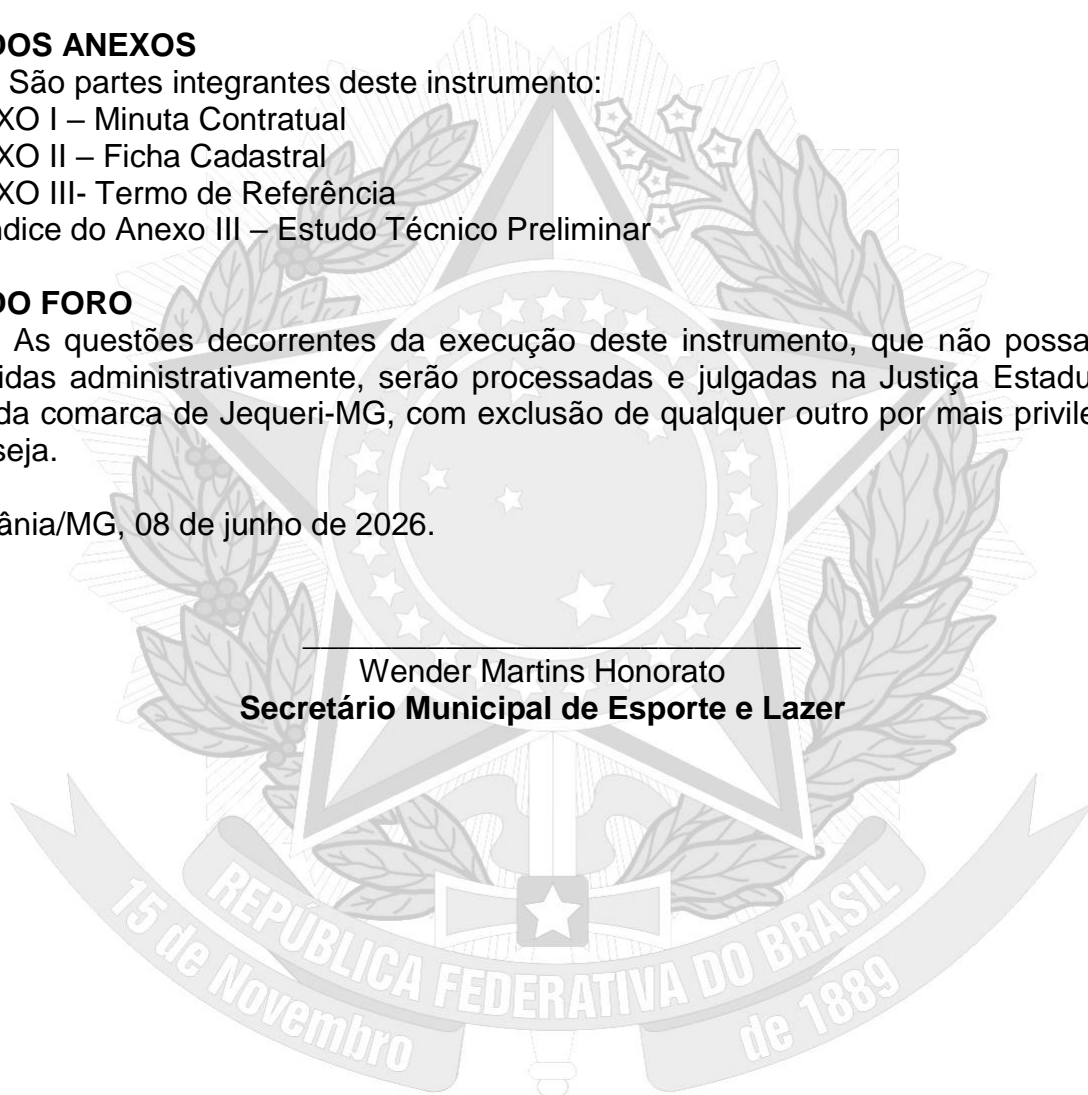 DOS ANEXOS
São partes integrantes deste instrumento:
XO I – Minuta Contratual
XO II – Ficha Cadastral
XO III- Termo de Referência
ndice do Anexo III – Estudo Técnico Preliminar
DO FORO
As questões decorrentes da execução deste instrumento, que não possa
idas administrativamente, serão processadas e julgadas na Justiça Estadu
da comarca de Jequeri-MG, com exclusão de qualquer outro por mais privile
seja.
ânia/MG, 08 de junho de 2026.
Wender Martins Honorato
Secretário Municipal de Esporte e Lazer
REPÚBLICA FEDERATIVA DO BRASIL
15 de Novembro
de 1889